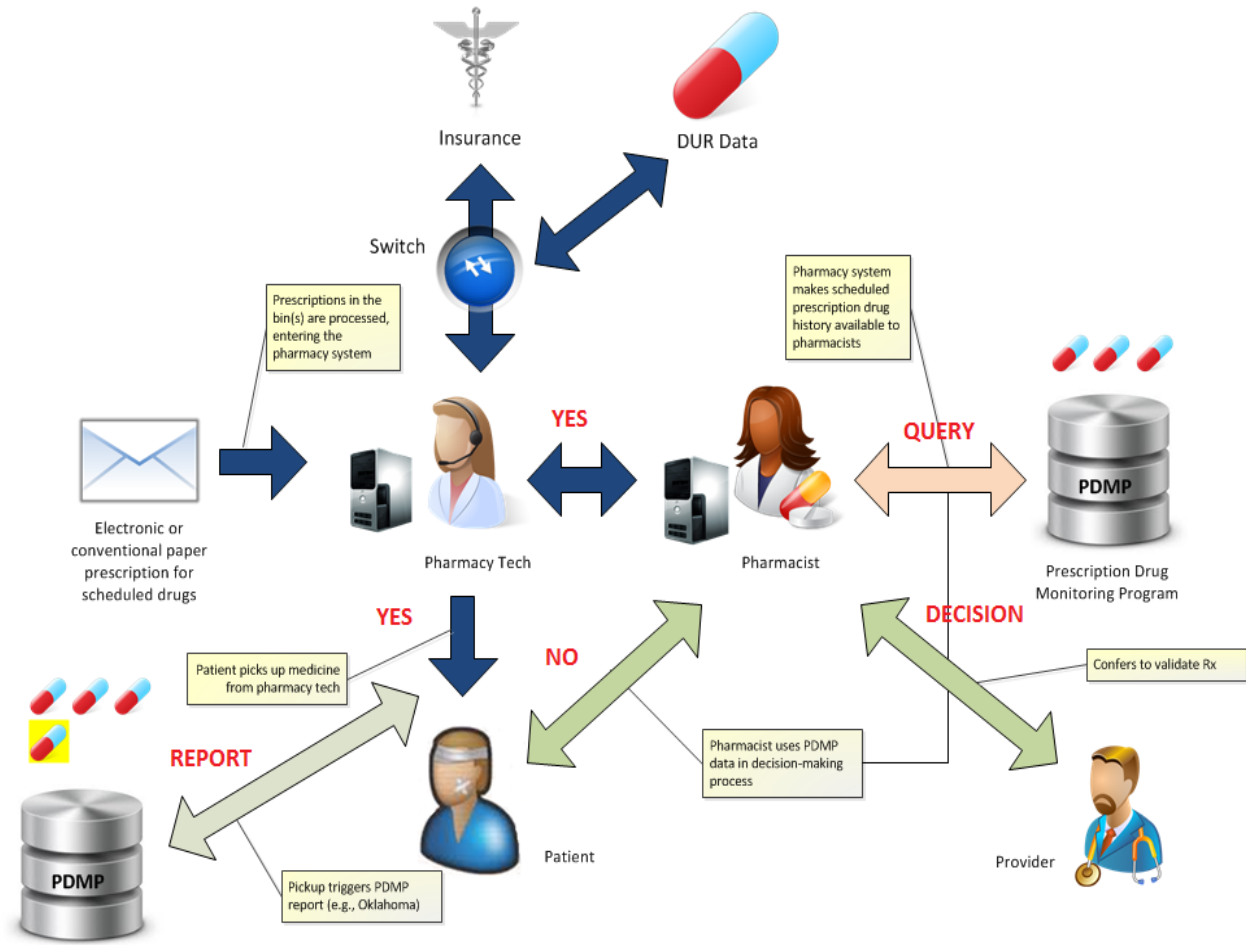 Insurance
DUR Data
Switch
Prescriptions in the
bin(s) are processed,
entering the
pharmacy system
Pharmacy system
makes scheduled
prescription drug
history available to
pharmacists
YES
QUERY
PDMP
Electronic or
conventional paper
prescription for
scheduled drugs
Pharmacy Tech
Pharmacist
Prescription Drug
Monitoring Program
YES
NO
DECISION
Patient picks up medicine
from pharmacy tech
Confers to validate Rx
REPORT
Pharmacist uses PDMP
data in decision-making
process
Patient
Provider
PDMP
Pickup triggers PDMP
report (e.g., Oklahoma)